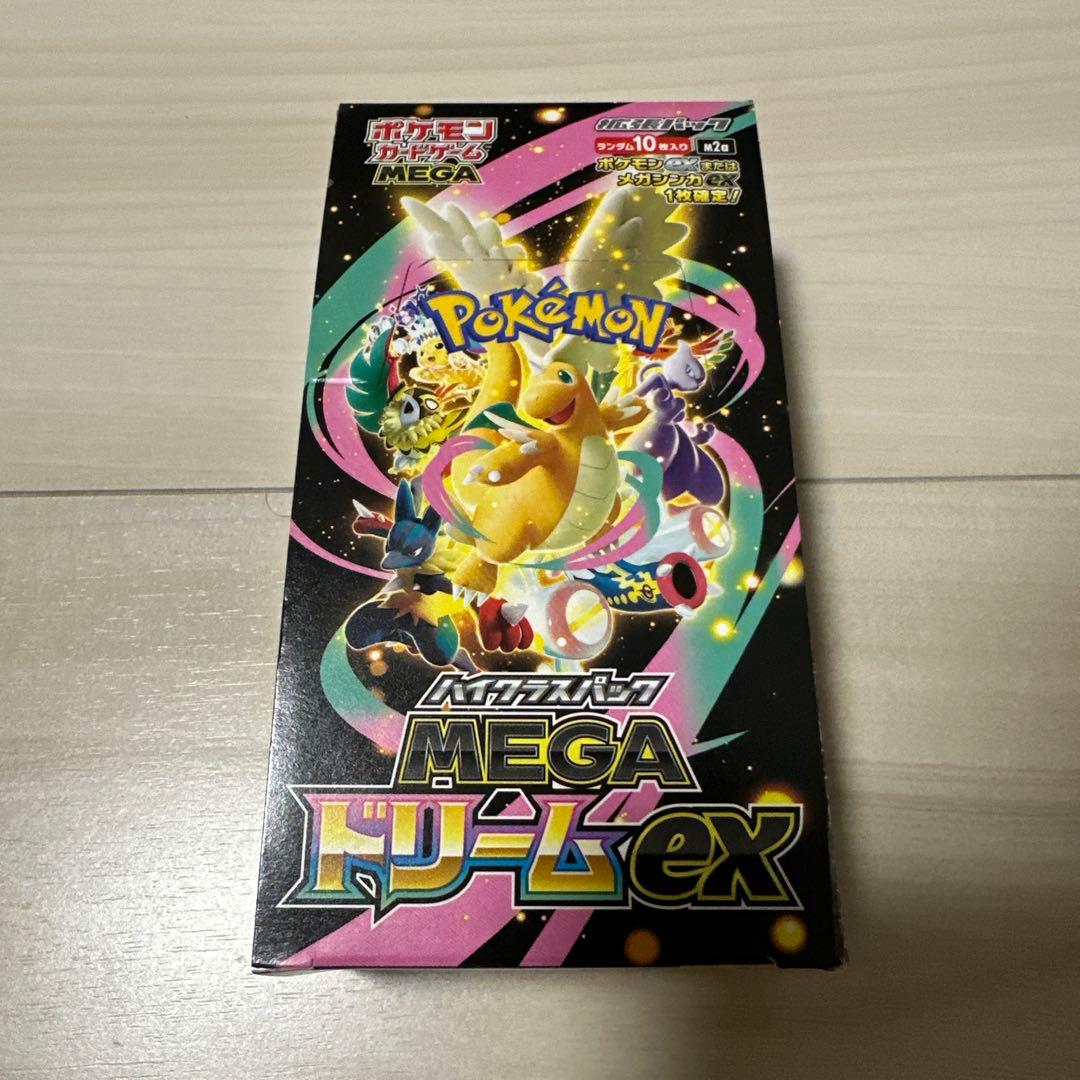 ポケモン
カードゲーム
MEGA
拡張パック
ランダム10枚入り M2a
ポケモンexまたは
メガシンカex
1枚確定!
POKéMON
ハイクラスパック
MEGA
ドリームex